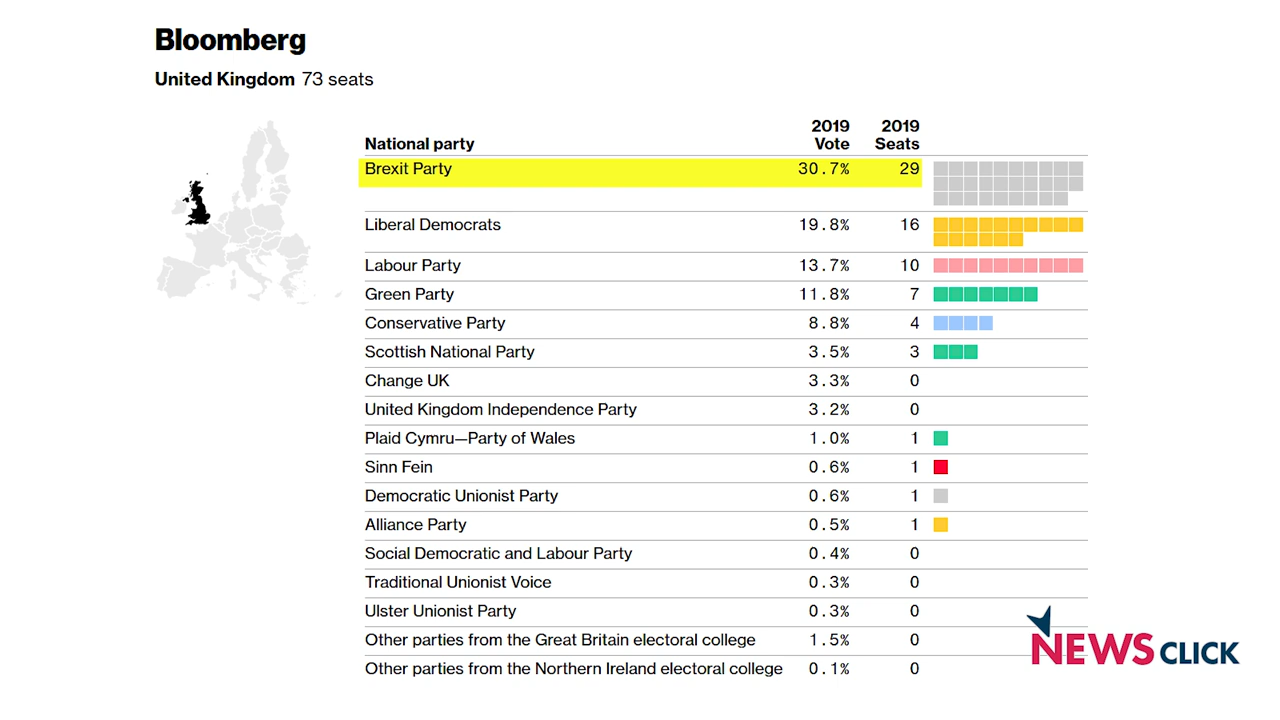 Bloomberg
United Kingdom 73 seats
National party 2019 Vote 2019 Seats
Brexit Party 30.7% 29
Liberal Democrats 19.8% 16
Labour Party 13.7% 10
Green Party 11.8% 7
Conservative Party 8.8% 4
Scottish National Party 3.5% 3
Change UK 3.3% 0
United Kingdom Independence Party 3.2% 0
Plaid Cymru—Party of Wales 1.0% 1
Sinn Fein 0.6% 1
Democratic Unionist Party 0.6% 1
Alliance Party 0.5% 1
Social Democratic and Labour Party 0.4% 0
Traditional Unionist Voice 0.3% 0
Ulster Unionist Party 0.3% 0
Other parties from the Great Britain electoral college 1.5% 0
Other parties from the Northern Ireland electoral college 0.1% 0
NEWSCLICK